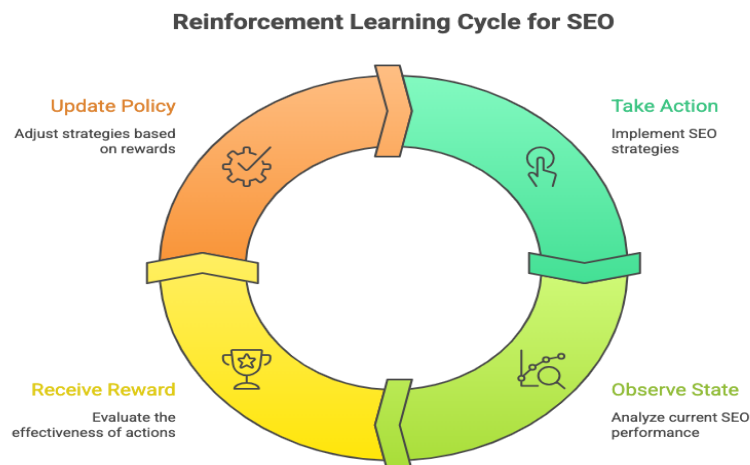 Reinforcement Learning Cycle for SEO
Update Policy
Adjust strategies based
on rewards
Take Action
Implement SEO
strategies
Receive Reward
Evaluate the
effectiveness of actions
Observe State
Analyze current SEO
performance